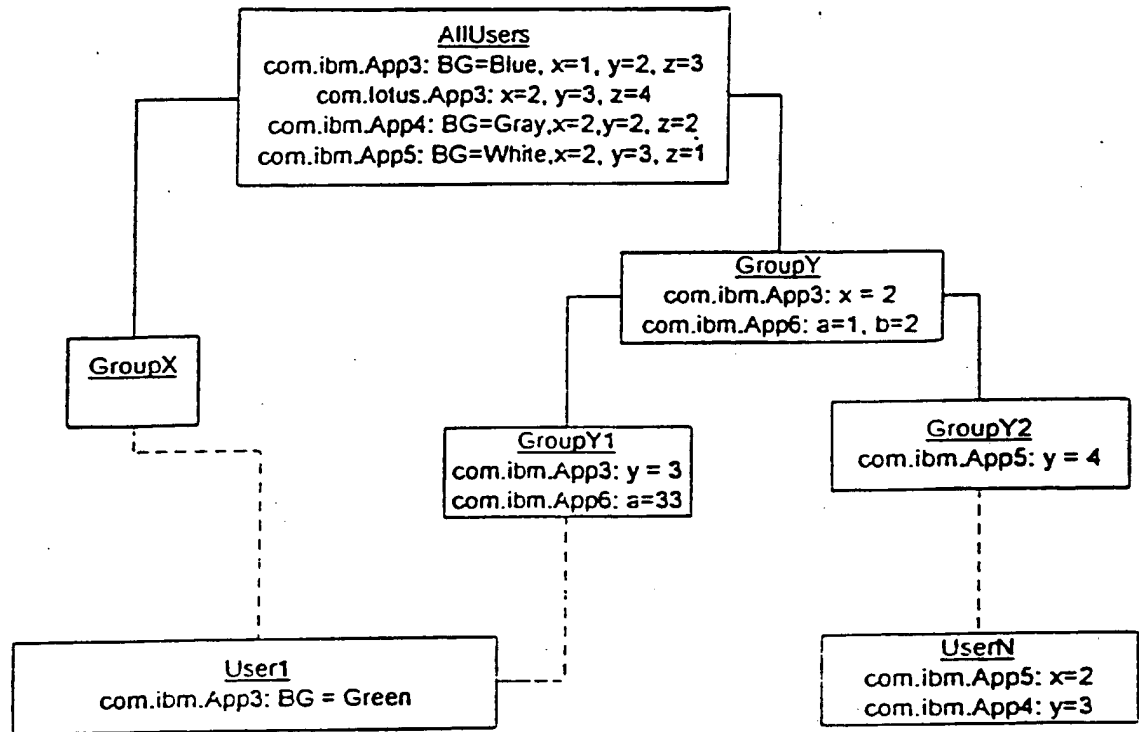 AllUsers
com.ibm.App3: BG=Blue, x=1, y=2, z=3
com.lotus.App3: x=2, y=3, z=4
com.ibm.App4: BG=Gray,x=2,y=2, z=2
com.ibm.App5: BG=White,x=2, y=3, z=1
GroupY
com.ibm.App3: x = 2
com.ibm.App6: a=1, b=2
GroupX
GroupY1
com.ibm.App3: y = 3
com.ibm.App6: a=33
GroupY2
com.ibm.App5: y = 4
User1
com.ibm.App3: BG = Green
UserN
com.ibm.App5: x=2
com.ibm.App4: y=3